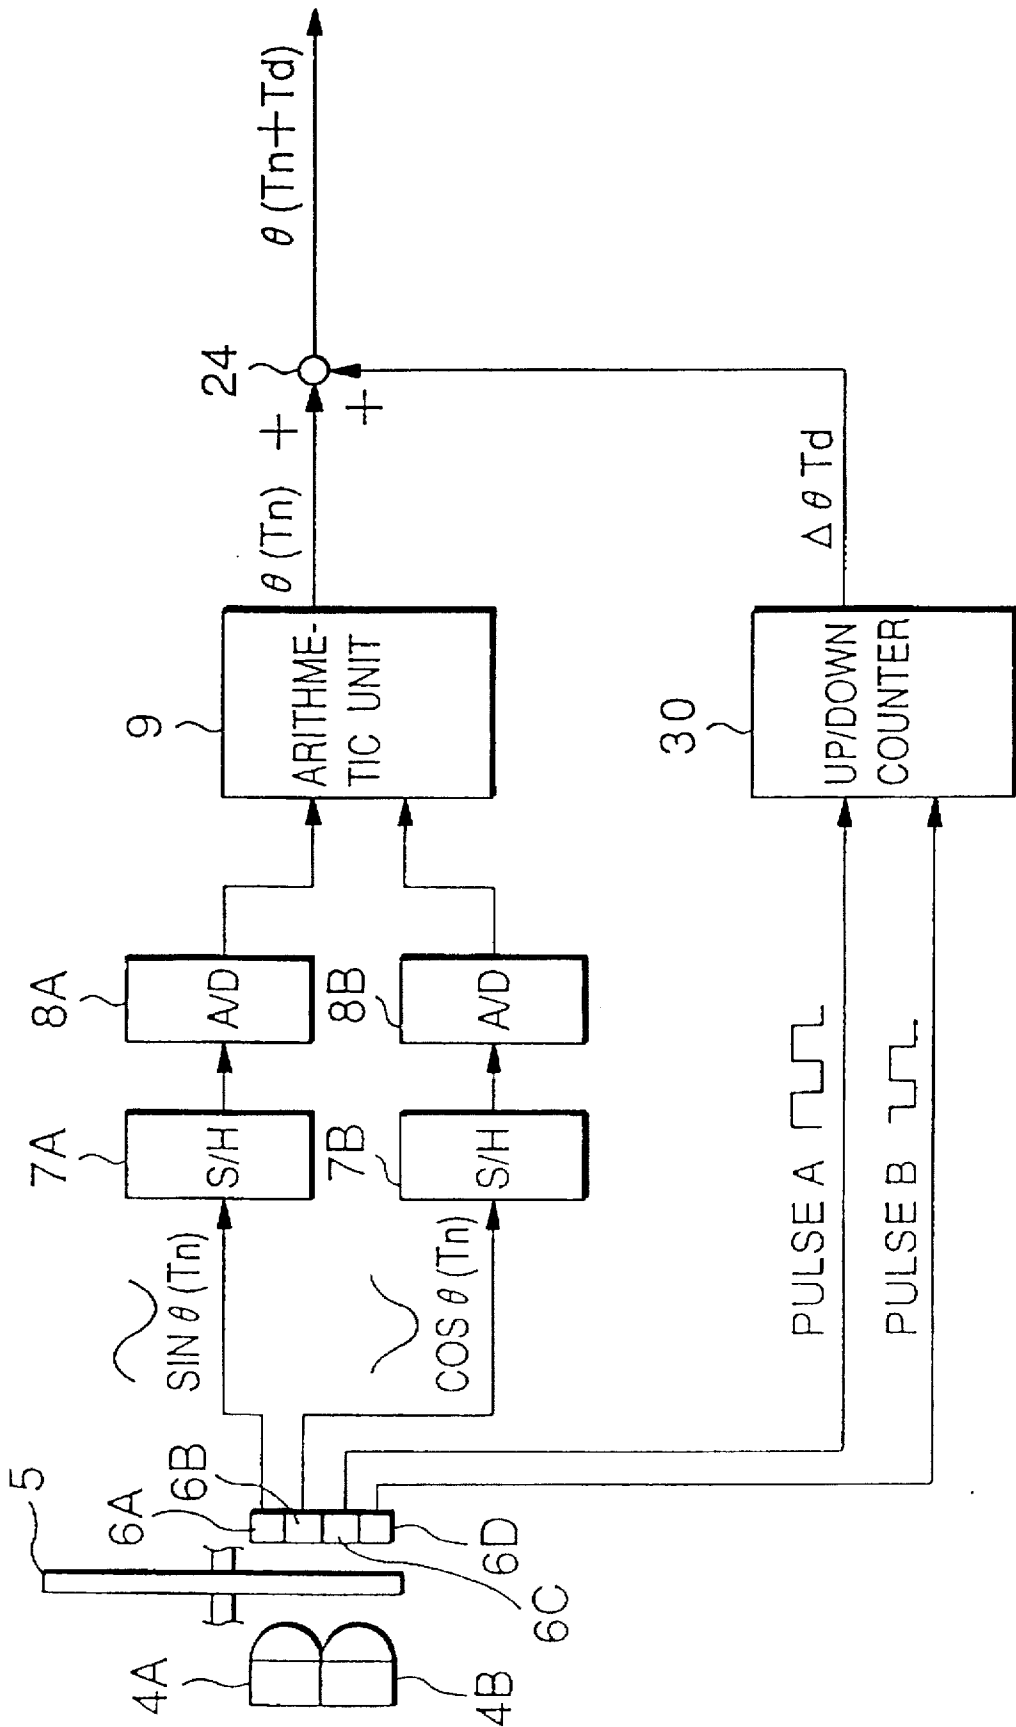 4A
4B
5
6A
6B
6C
6D
SIN θ (Tn)
COS θ (Tn)
7A
S/H
7B
S/H
8A
A/D
8B
A/D
9
ARITHME-
TIC UNIT
θ (Tn)
+
+
24
θ (Tn+Td)
PULSE A
PULSE B
30
UP/DOWN
COUNTER
Δ θ Td